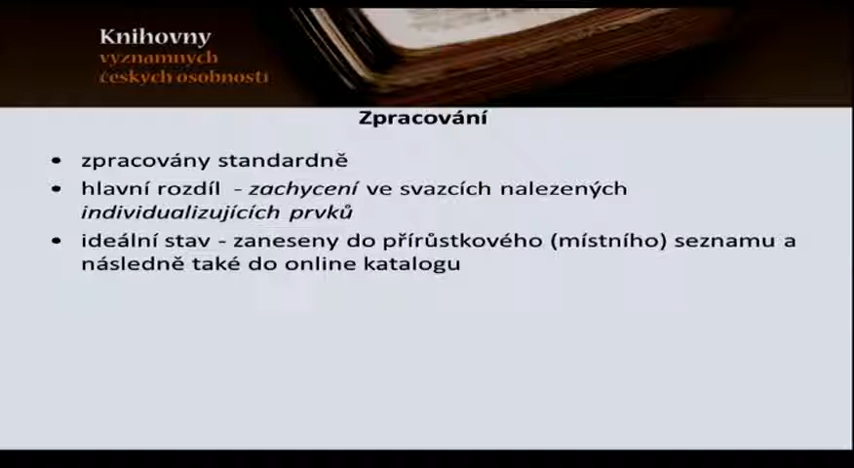 Knihovny
významných
českých osobností
Zpracování
• zpracovány standardně
• hlavní rozdíl - zachycení ve svazcích nalezených
individualizujících prvků
• ideální stav - zaneseny do přírůstkového (místního) seznamu a
následně také do online katalogu